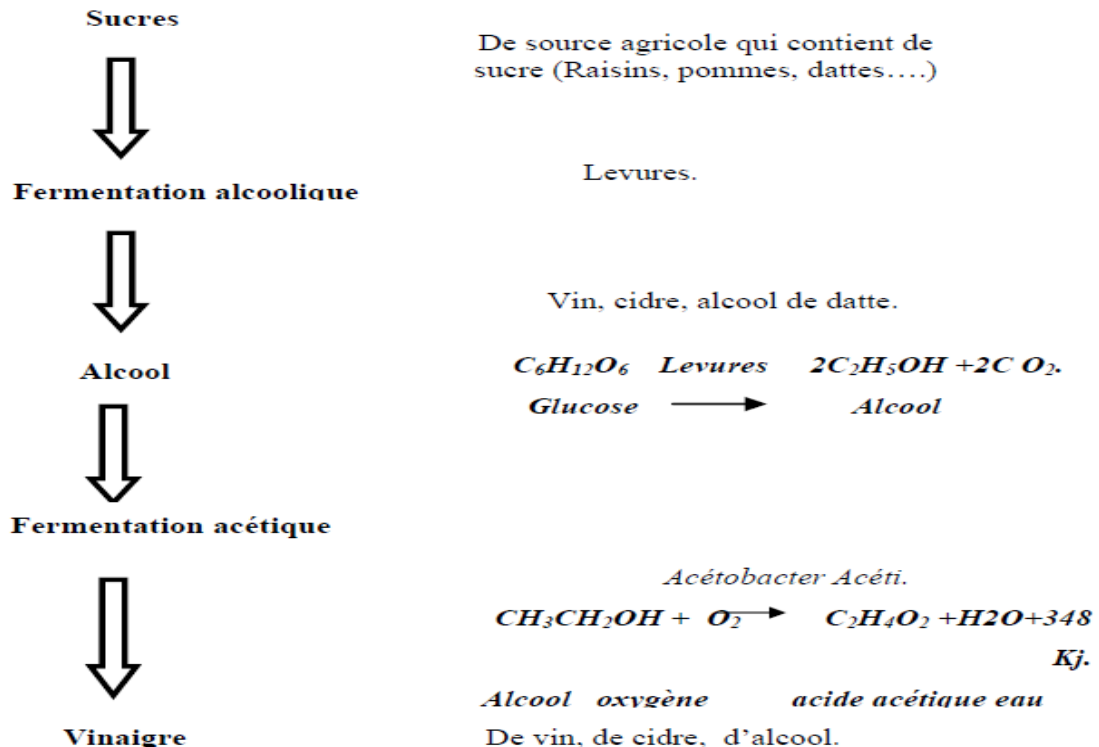 Sucres
De source agricole qui contient de
sucre (Raisins, pommes, dattes….)
Levures.
Fermentation alcoolique
Vin, cidre, alcool de datte.
Alcool
C₆H₁₂O₆ Levures 2C₂H₅OH +2C O₂.
Glucose Alcool
Fermentation acétique
Acétobacter Acéti.
CH₃CH₂OH + O₂ C₂H₄O₂ +H2O+348
Kj.
Alcool oxygène acide acétique eau
Vinaigre
De vin, de cidre, d’alcool.